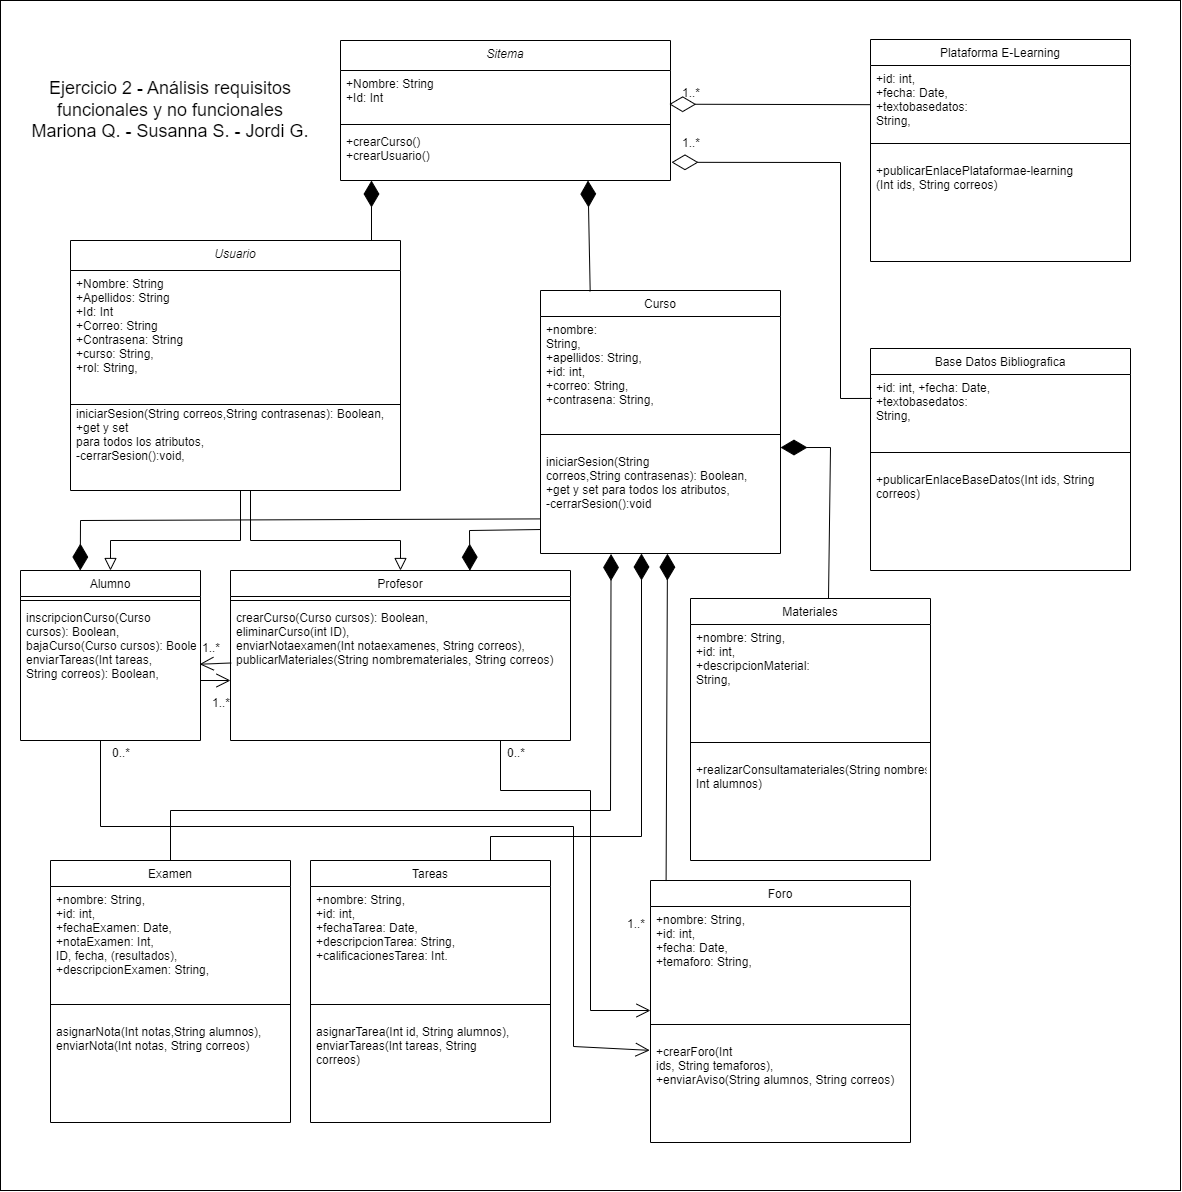 Ejercicio 2 - Análisis requisitos
funcionales y no funcionales
Mariona Q. - Susanna S. - Jordi G.
Sitema
+Nombre: String
+Id: Int
+crearCurso()
+crearUsuario()
1..*
1..*
Plataforma E-Learning
+id: int,
+fecha: Date,
+textobasedatos:
String,
+publicarEnlacePlataformae-learning
(Int ids, String correos)
Usuario
+Nombre: String
+Apellidos: String
+Id: Int
+Correo: String
+Contrasena: String
+curso: String,
+rol: String,
iniciarSesion(String correos,String contrasenas): Boolean,
+get y set
para todos los atributos,
-cerrarSesion():void,
Curso
+nombre:
String,
+apellidos: String,
+id: int,
+correo: String,
+contrasena: String,
iniciarSesion(String
correos,String contrasenas): Boolean,
+get y set para todos los atributos,
-cerrarSesion():void
Base Datos Bibliografica
+id: int, +fecha: Date,
+textobasedatos:
String,
+publicarEnlaceBaseDatos(Int ids, String
correos)
Alumno
inscripcionCurso(Curso
cursos): Boolean,
bajaCurso(Curso cursos): Boole
enviarTareas(Int tareas,
String correos): Boolean,
1..*
1..*
0..*
Profesor
crearCurso(Curso cursos): Boolean,
eliminarCurso(int ID),
enviarNotaexamen(Int notaexamenes, String correos),
publicarMateriales(String nombremateriales, String correos)
0..*
Materiales
+nombre: String,
+id: int,
+descripcionMaterial:
String,
+realizarConsultamateriales(String nombres
Int alumnos)
Examen
+nombre: String,
+id: int,
+fechaExamen: Date,
+notaExamen: Int,
ID, fecha, (resultados),
+descripcionExamen: String,
asignarNota(Int notas,String alumnos),
enviarNota(Int notas, String correos)
Tareas
+nombre: String,
+id: int,
+fechaTarea: Date,
+descripcionTarea: String,
+calificacionesTarea: Int.
asignarTarea(Int id, String alumnos),
enviarTareas(Int tareas, String
correos)
1..*
Foro
+nombre: String,
+id: int,
+fecha: Date,
+temaforo: String,
+crearForo(Int
ids, String temaforos),
+enviarAviso(String alumnos, String correos)